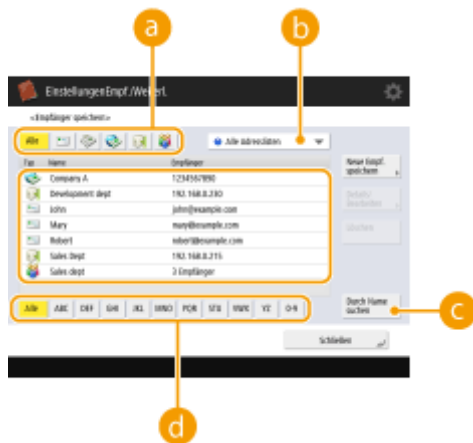 a
b
Einstellungen Empf./Weiterl.
<Empfänger speichern>
Alle
Alle Adresslisten
Typ Name Empfänger
Neue Empf. speichern
Company A 1234567890
Development dept 192.168.0.230
Details/ Bearbeiten
John john@example.com
Mary mary@example.com
Löschen
Robert robert@example.com
Sales Dept 192.168.0.215
Sales dept 3 Empfänger
Alle ABC DEF GHI JKL MNO PQR STU VWX YZ 0-9
Durch Name suchen
c
Schließen
d